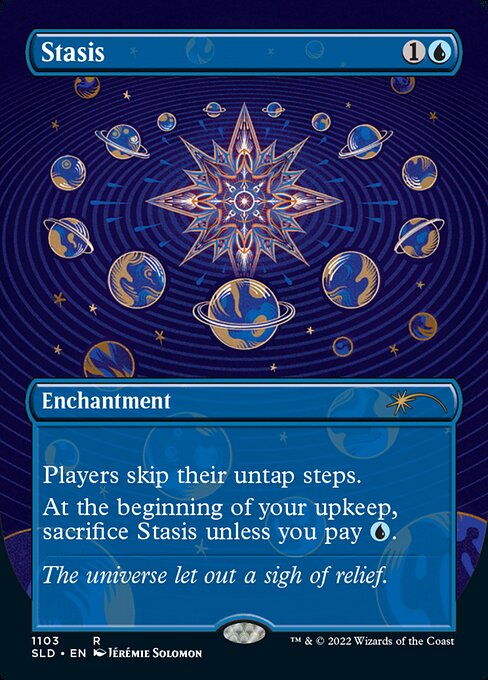 Stasis 1
Enchantment
Players skip their untap steps.
At the beginning of your upkeep,
sacrifice Stasis unless you pay .
The universe let out a sigh of relief.
1103 R
SLD • EN Jérémie Solomon
™ & © 2022 Wizards of the Coast